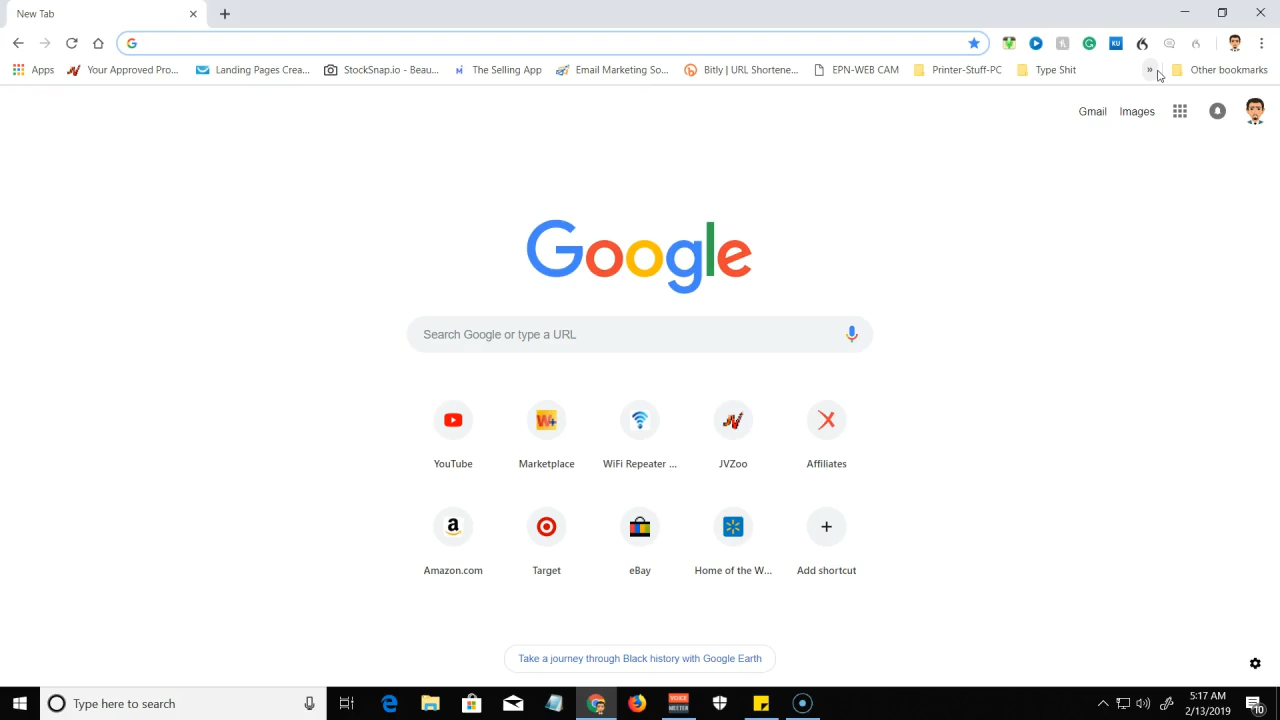 New Tab
Apps
Your Approved Pro...
Landing Pages Crea...
StockSnap.io - Beau...
The Selling App
Email Marketing So...
Bitly | URL Shortene...
EPN-WEB CAM
Printer-Stuff-PC
Type Shit
»
Other bookmarks
Gmail
Images
Google
Search Google or type a URL
YouTube
Marketplace
WiFi Repeater ...
JVZoo
Affiliates
Amazon.com
Target
eBay
Home of the W...
Add shortcut
Take a journey through Black history with Google Earth
Type here to search
VOICE
MEETER
5:17 AM
2/13/2019
10